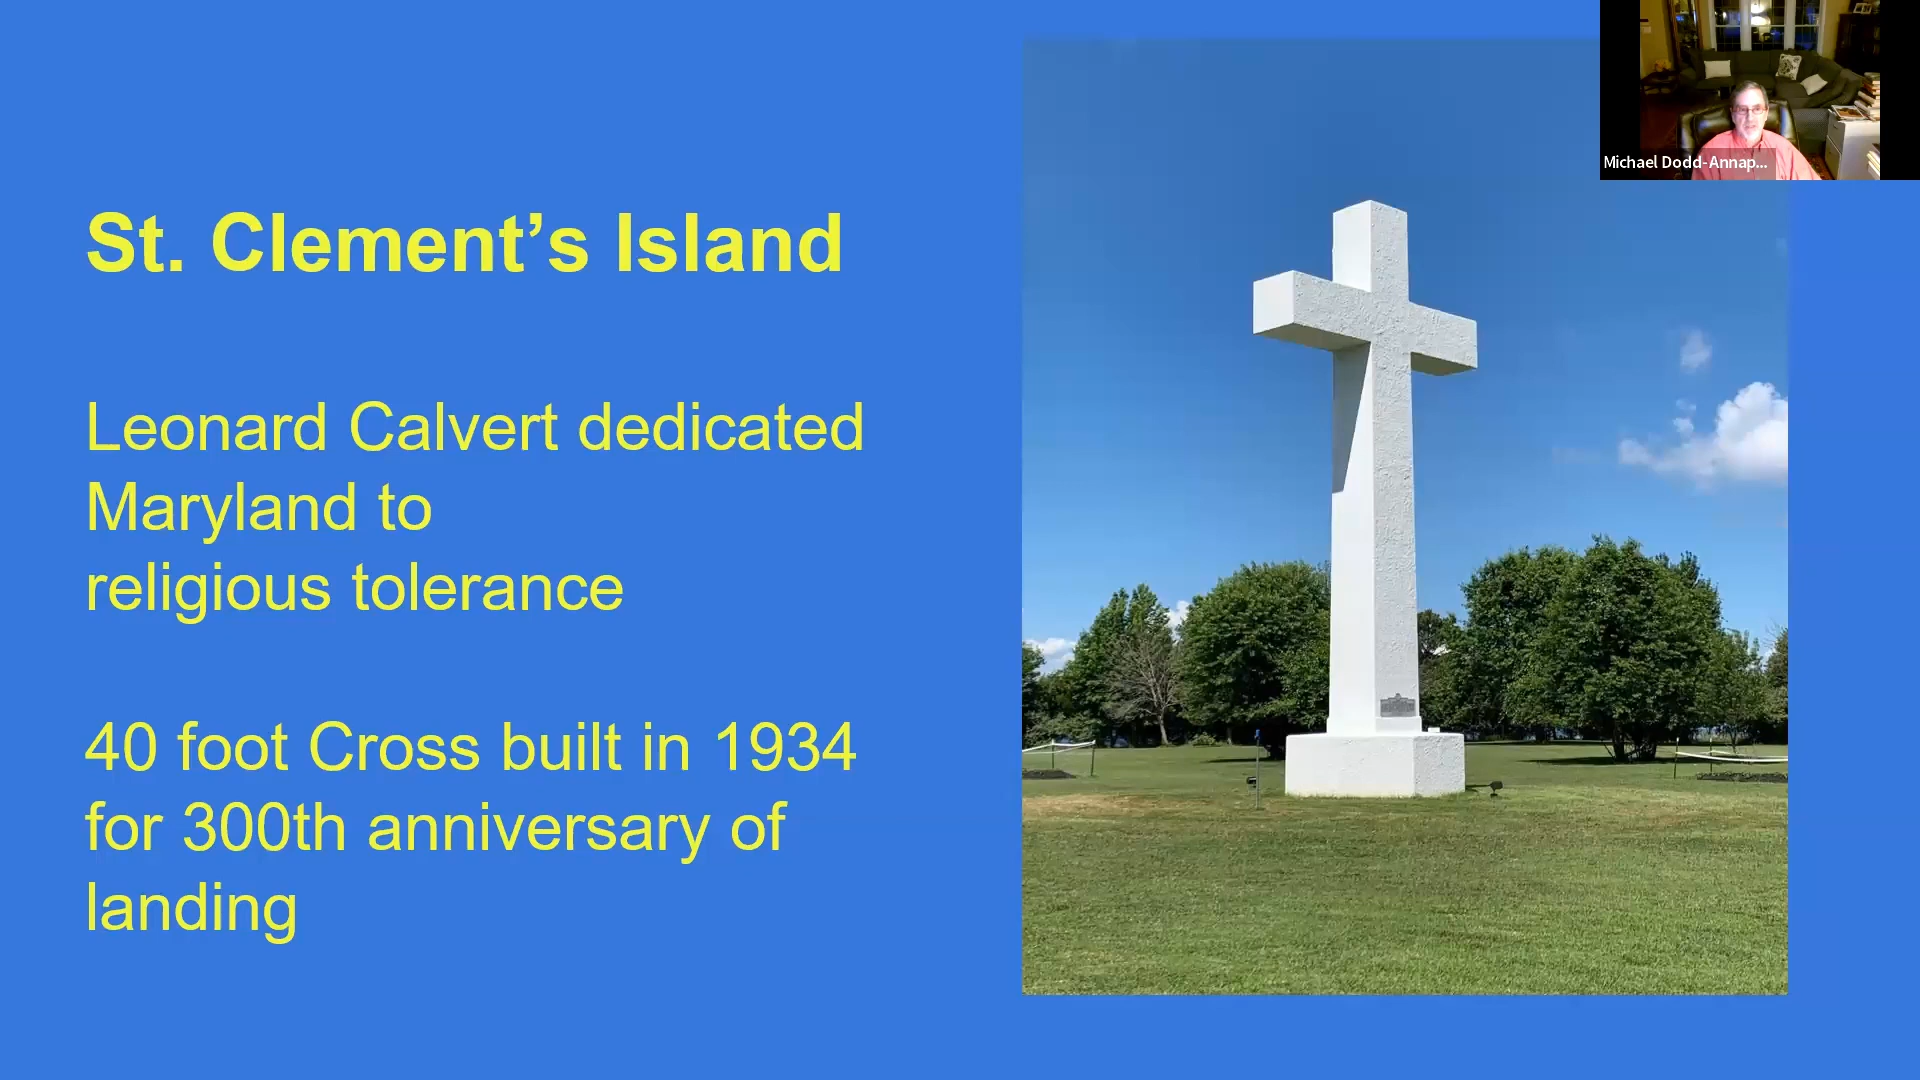 St. Clement’s Island
Leonard Calvert dedicated
Maryland to
religious tolerance
40 foot Cross built in 1934
for 300th anniversary of
landing
Michael Dodd-Annap...